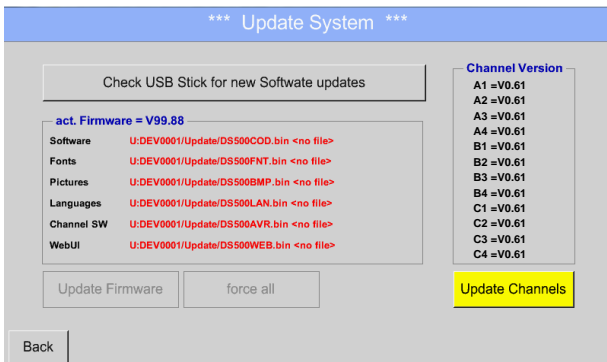 *** Update System ***
Check USB Stick for new Softwate updates
act. Firmware = V99.88
Software U:DEV0001/Update/DS500COD.bin <no file>
Fonts U:DEV0001/Update/DS500FNT.bin <no file>
Pictures U:DEV0001/Update/DS500BMP.bin <no file>
Languages U:DEV0001/Update/DS500LAN.bin <no file>
Channel SW U:DEV0001/Update/DS500AVR.bin <no file>
WebUI U:DEV0001/Update/DS500WEB.bin <no file>
Update Firmware
force all
Channel Version
A1 =V0.61
A2 =V0.61
A3 =V0.61
A4 =V0.61
B1 =V0.61
B2 =V0.61
B3 =V0.61
B4 =V0.61
C1 =V0.61
C2 =V0.61
C3 =V0.61
C4 =V0.61
Update Channels
Back